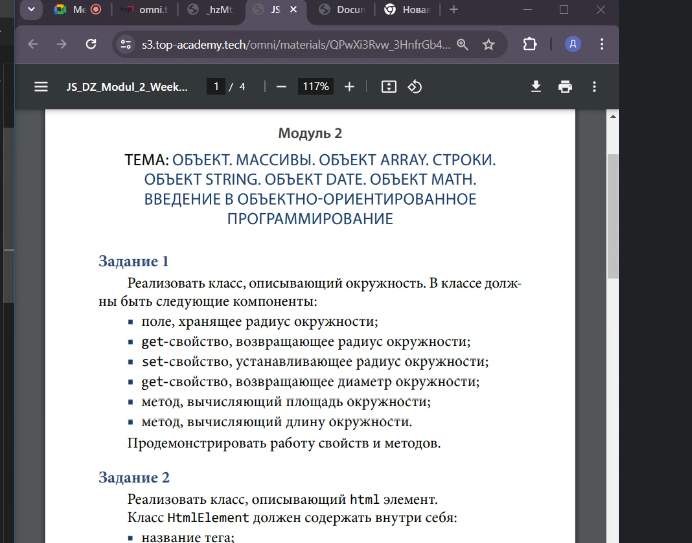 Ме
omni.t
_hzMt
JS
Docun
Новая
s3.top-academy.tech/omni/materials/QPwXi3Rvw_3HnfrGb4...
Д
JS_DZ_Modul_2_Week...
1 / 4
117%
Модуль 2
ТЕМА: ОБЪЕКТ. МАССИВЫ. ОБЪЕКТ ARRAY. СТРОКИ.
ОБЪЕКТ STRING. ОБЪЕКТ DATE. ОБЪЕКТ MATH.
ВВЕДЕНИЕ В ОБЪЕКТНО-ОРИЕНТИРОВАННОЕ
ПРОГРАММИРОВАНИЕ
Задание 1
Реализовать класс, описывающий окружность. В классе долж-
ны быть следующие компоненты:
▪ поле, хранящее радиус окружности;
▪ get-свойство, возвращающее радиус окружности;
▪ set-свойство, устанавливающее радиус окружности;
▪ get-свойство, возвращающее диаметр окружности;
▪ метод, вычисляющий площадь окружности;
▪ метод, вычисляющий длину окружности.
Продемонстрировать работу свойств и методов.
Задание 2
Реализовать класс, описывающий html элемент.
Класс HtmlElement должен содержать внутри себя:
▪ название тега;